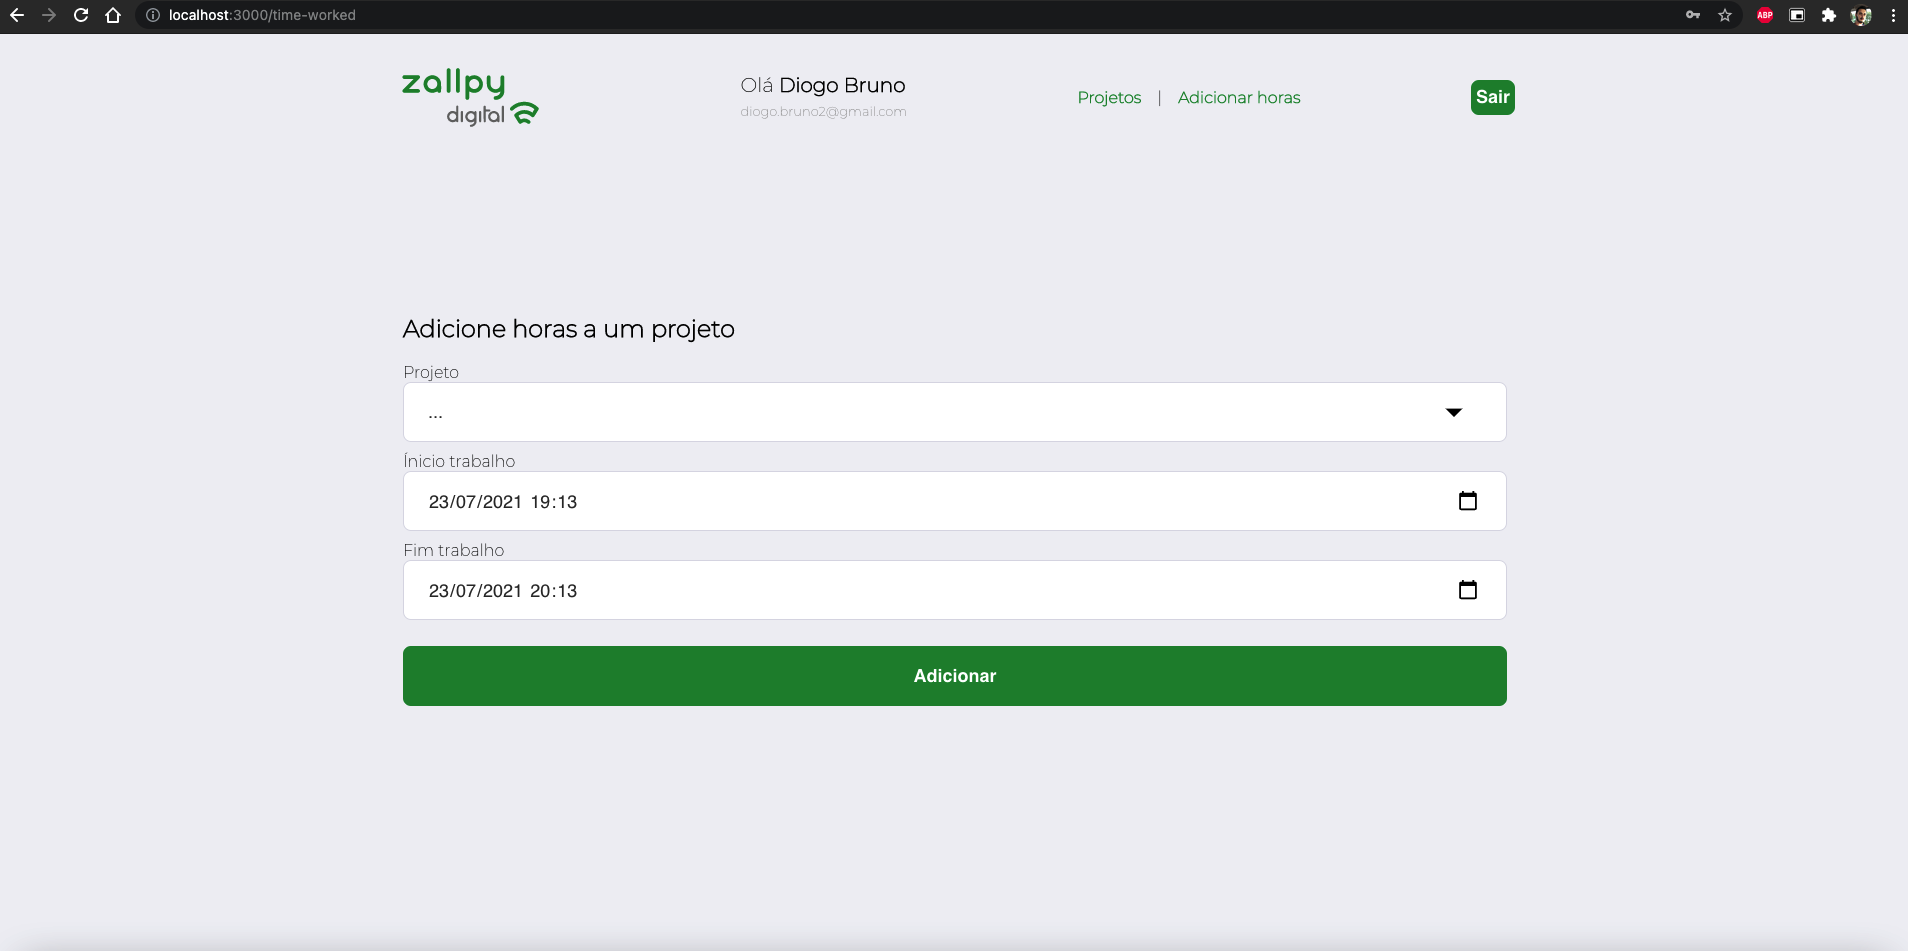 localhost:3000/time-worked
ABP
zallpy
digital
Olá Diogo Bruno
diogo.bruno2@gmail.com
Projetos | Adicionar horas
Sair
Adicione horas a um projeto
Projeto
...
Ínicio trabalho
23/07/2021 19:13
Fim trabalho
23/07/2021 20:13
Adicionar